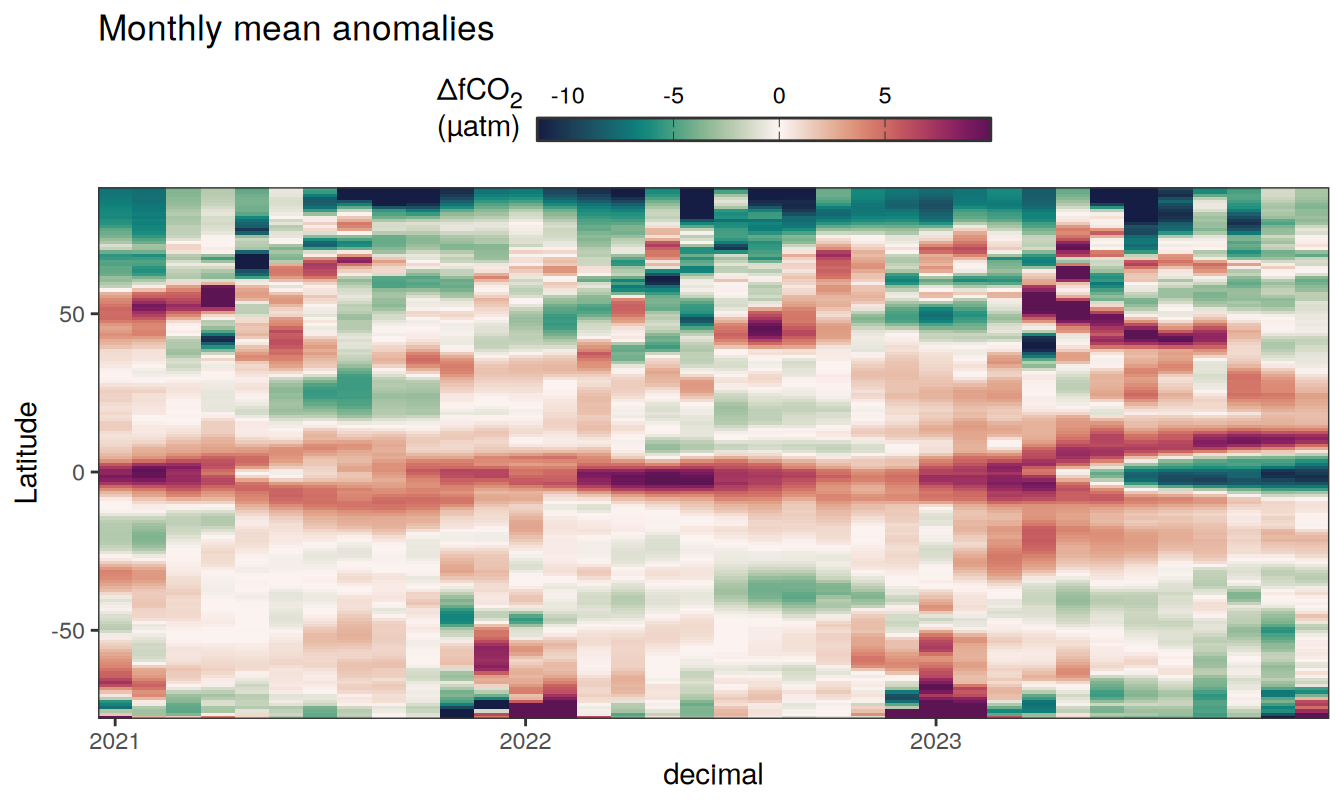 Monthly mean anomalies
ΔfCO₂
(µatm)
-10 -5 0 5
Latitude
50
0
-50
2021 2022 2023
decimal